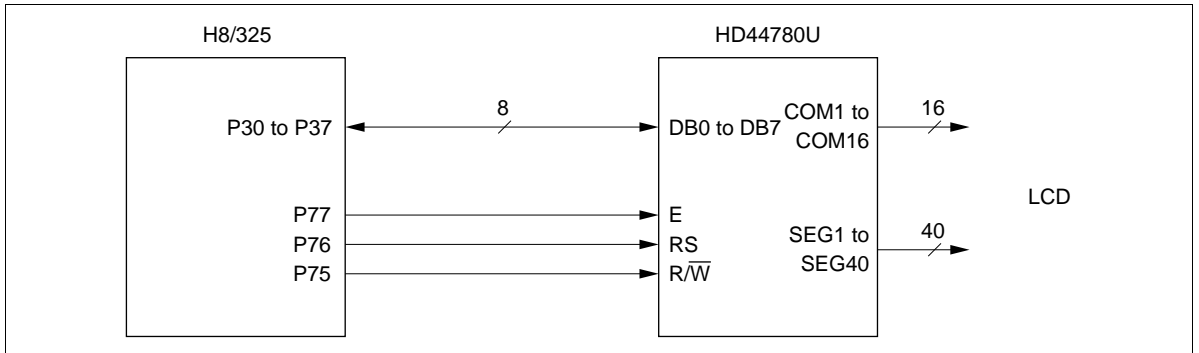 H8/325
HD44780U
P30 to P37
8
DB0 to DB7
COM1 to
COM16
16
LCD
P77
E
P76
RS
P75
R/W̅
SEG1 to
SEG40
40